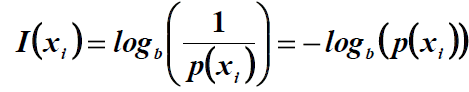 I(xᵢ) = log_b(1/p(xᵢ)) = −log_b(p(xᵢ))